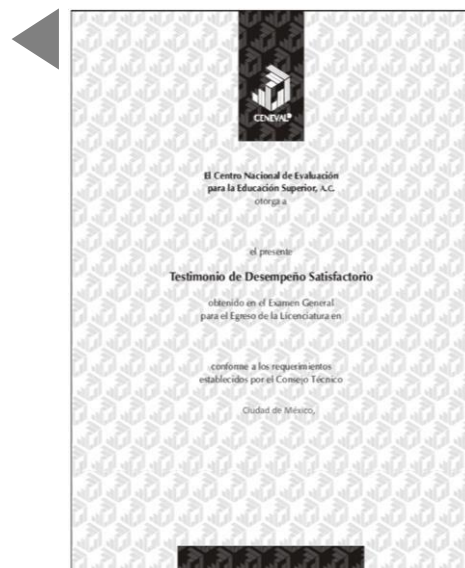 CENEVAL®
El Centro Nacional de Evaluación
para la Educación Superior, A.C.
otorga a
el presente
Testimonio de Desempeño Satisfactorio
obtenido en el Examen General
para el Egreso de la Licenciatura en
conforme a los requerimientos
establecidos por el Consejo Técnico
Ciudad de México,